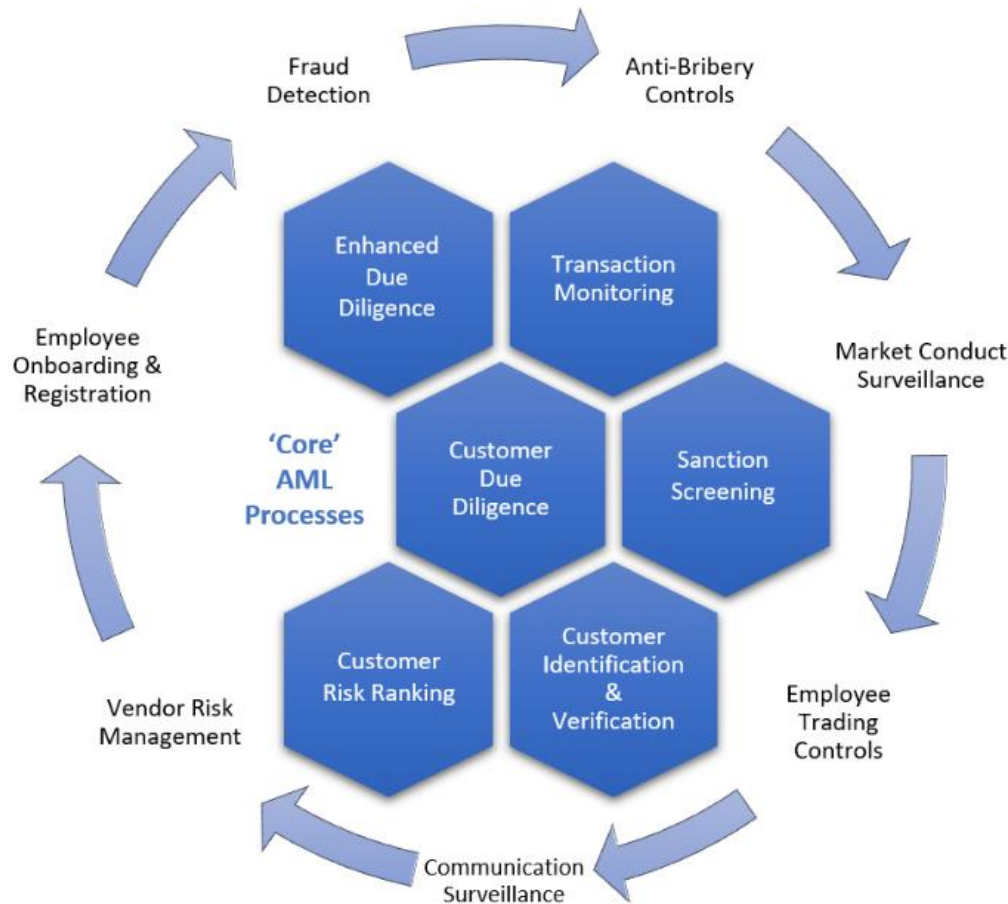 Fraud
Detection
Anti-Bribery
Controls
Enhanced
Due
Diligence
Transaction
Monitoring
Employee
Onboarding &
Registration
Market Conduct
Surveillance
‘Core’
AML
Processes
Customer
Due
Diligence
Sanction
Screening
Customer
Risk Ranking
Customer
Identification
&
Verification
Vendor Risk
Management
Employee
Trading
Controls
Communication
Surveillance